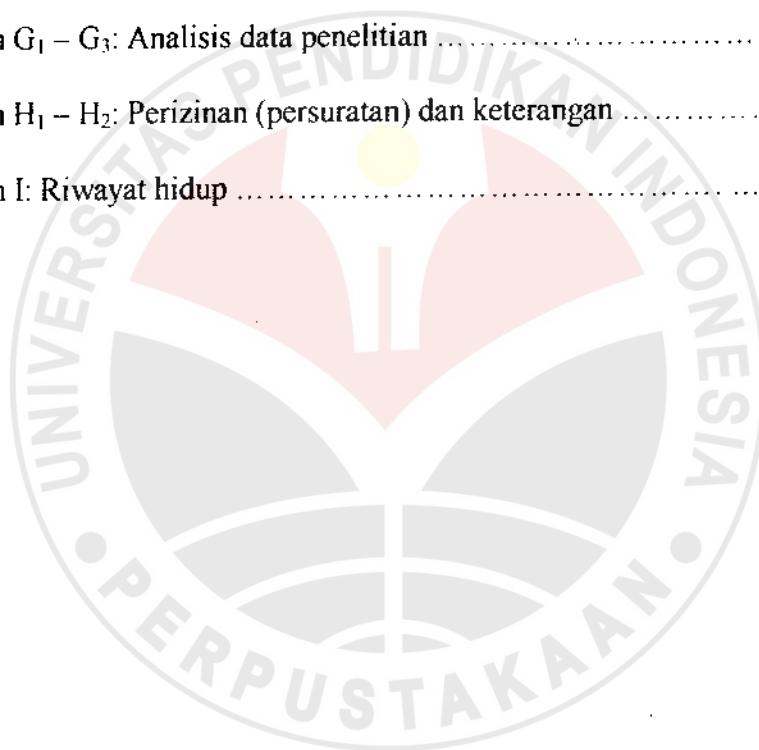 n G₁ – G₃: Analisis data penelitian ...............................
n H₁ – H₂: Perizinan (persuratan) dan keterangan ..............
n I: Riwayat hidup ....................................................
UNIVERSITAS PENDIDIKAN INDONESIA
PERPUSTAKAAN